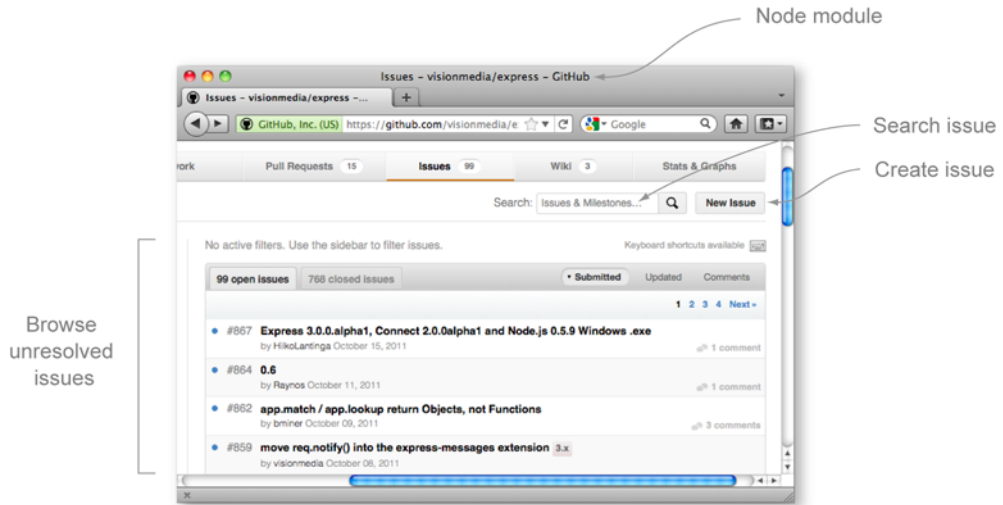 Node module
Issues – visionmedia/express – GitHub
Issues – visionmedia/express –...
GitHub, Inc. (US) https://github.com/visionmedia/e
Google
ork Pull Requests 15 Issues 99 Wiki 3 Stats & Graphs
Search issue
Create issue
Search: Issues & Milestones... New Issue
No active filters. Use the sidebar to filter issues. Keyboard shortcuts available
99 open issues 768 closed issues Submitted Updated Comments
1 2 3 4 Next»
Browse
unresolved
issues
#867 Express 3.0.0.alpha1, Connect 2.0.0alpha1 and Node.js 0.5.9 Windows .exe
by HilkoLantinga October 15, 2011 1 comment
#864 0.6
by Raynos October 11, 2011 1 comment
#862 app.match / app.lookup return Objects, not Functions
by bminer October 09, 2011 3 comments
#859 move req.notify() into the express-messages extension 3.x
by visionmedia October 08, 2011